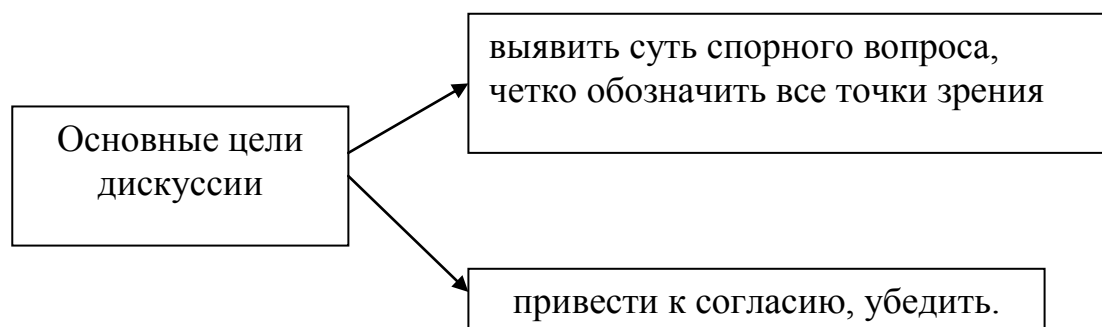 выявить суть спорного вопроса,
четко обозначить все точки зрения
Основные цели
дискуссии
привести к согласию, убедить.